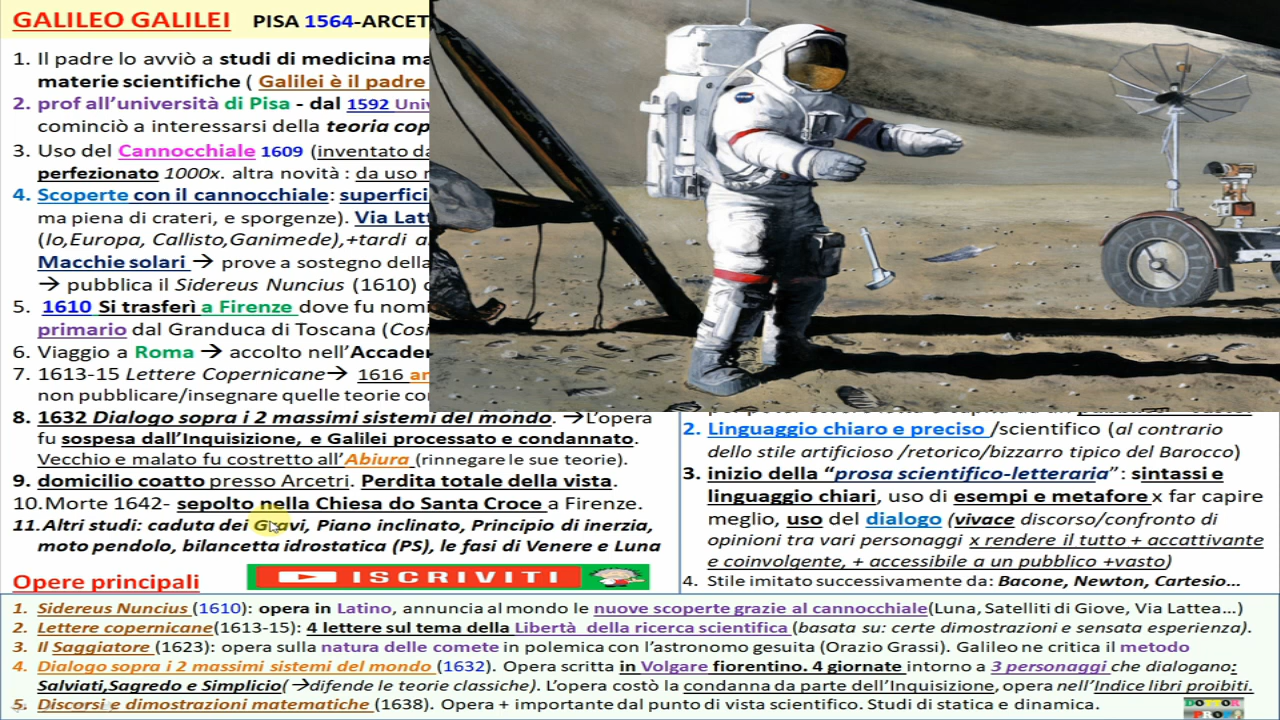 GALILEO GALILEI PISA 1564-ARCET
1. Il padre lo avviò a studi di medicina ma
materie scientifiche ( Galilei è il padre
2. prof all'università di Pisa - dal 1592 Univ
cominciò a interessarsi della teoria cop
3. Uso del Cannocchiale 1609 (inventato da
perfezionato 1000x. altra novità : da uso
4. Scoperte con il cannocchiale: superfici
ma piena di crateri, e sporgenze). Via Latt
(Io,Europa, Callisto,Ganimede),+tardi a
Macchie solari → prove a sostegno della
→ pubblica il Sidereus Nuncius (1610)
5. 1610 Si trasferì a Firenze dove fu nomi
primario dal Granduca di Toscana (Cosi
6. Viaggio a Roma → accolto nell'Accader
7. 1613-15 Lettere Copernicane→ 1616 an
non pubblicare/insegnare quelle teorie co
8. 1632 Dialogo sopra i 2 massimi sistemi del mondo. →L'opera
fu sospesa dall'Inquisizione, e Galilei processato e condannato.
Vecchio e malato fu costretto all'Abiura (rinnegare le sue teorie).
9. domicilio coatto presso Arcetri. Perdita totale della vista.
10.Morte 1642- sepolto nella Chiesa do Santa Croce a Firenze.
11.Altri studi: caduta dei Gravi, Piano inclinato, Principio di inerzia,
moto pendolo, bilancetta idrostatica (PS), le fasi di Venere e Luna
2. Linguaggio chiaro e preciso /scientifico (al contrario
dello stile artificioso /retorico/bizzarro tipico del Barocco)
3. inizio della "prosa scientifico-letteraria": sintassi e
linguaggio chiari, uso di esempi e metafore x far capire
meglio, uso del dialogo (vivace discorso/confronto di
opinioni tra vari personaggi x rendere il tutto + accattivante
e coinvolgente, + accessibile a un pubblico +vasto)
4. Stile imitato successivamente da: Bacone, Newton, Cartesio...
Opere principali
ISCRIVITI
1. Sidereus Nuncius (1610): opera in Latino, annuncia al mondo le nuove scoperte grazie al cannocchiale(Luna, Satelliti di Giove, Via Lattea...)
2. Lettere copernicane(1613-15): 4 lettere sul tema della Libertà della ricerca scientifica (basata su: certe dimostrazioni e sensate esperienza).
3. Il Saggiatore (1623): opera sulla natura delle comete in polemica con l'astronomo gesuita (Orazio Grassi). Galileo ne critica il metodo
4. Dialogo sopra i 2 massimi sistemi del mondo (1632). Opera scritta in Volgare fiorentino. 4 giornate intorno a 3 personaggi che dialogano:
Salviati,Sagredo e Simplicio( →difende le teorie classiche). L'opera costò la condanna da parte dell'Inquisizione, opera nell'Indice libri proibiti.
5. Discorsi e dimostrazioni matematiche (1638). Opera + importante dal punto di vista scientifico. Studi di statica e dinamica.
DOTTOR
PROF